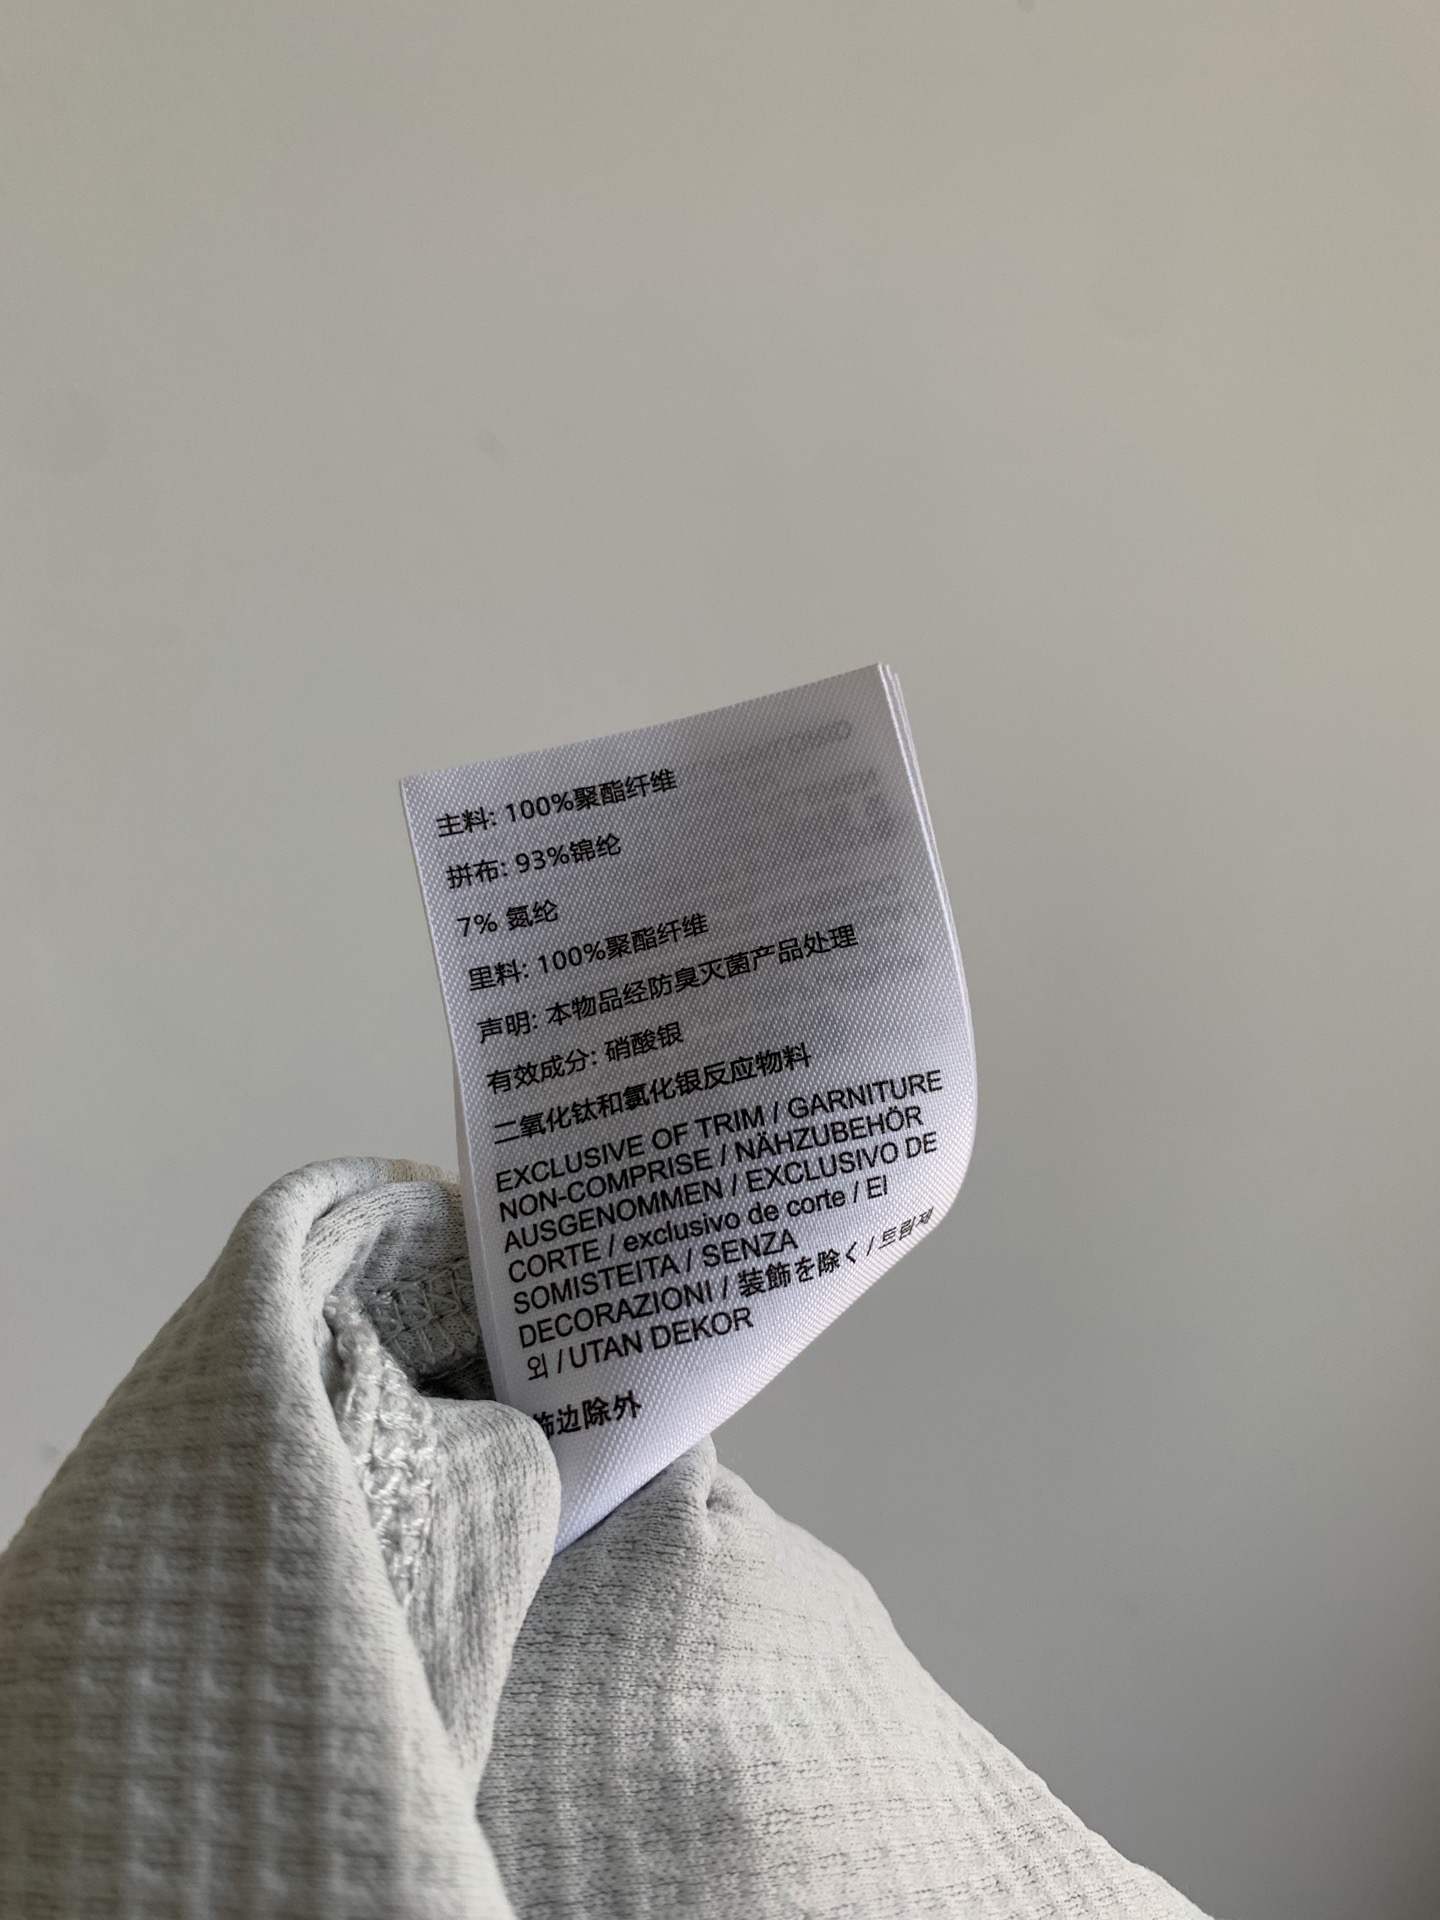 主料: 100%聚酯纤维
拼布: 93%锦纶
7% 氨纶
里料: 100%聚酯纤维
声明: 本物品经防臭灭菌产品处理
有效成分: 硝酸银
二氧化钛和氯化银反应物料
EXCLUSIVE OF TRIM / GARNITURE
NON-COMPRISE / NÄHZUBEHÖR
AUSGENOMMEN / EXCLUSIVO DE
CORTE / exclusivo de corte / EI
SOMISTEITA / SENZA
DECORAZIONI / 装飾を除く / 트림제
외 / UTAN DEKOR
饰边除外